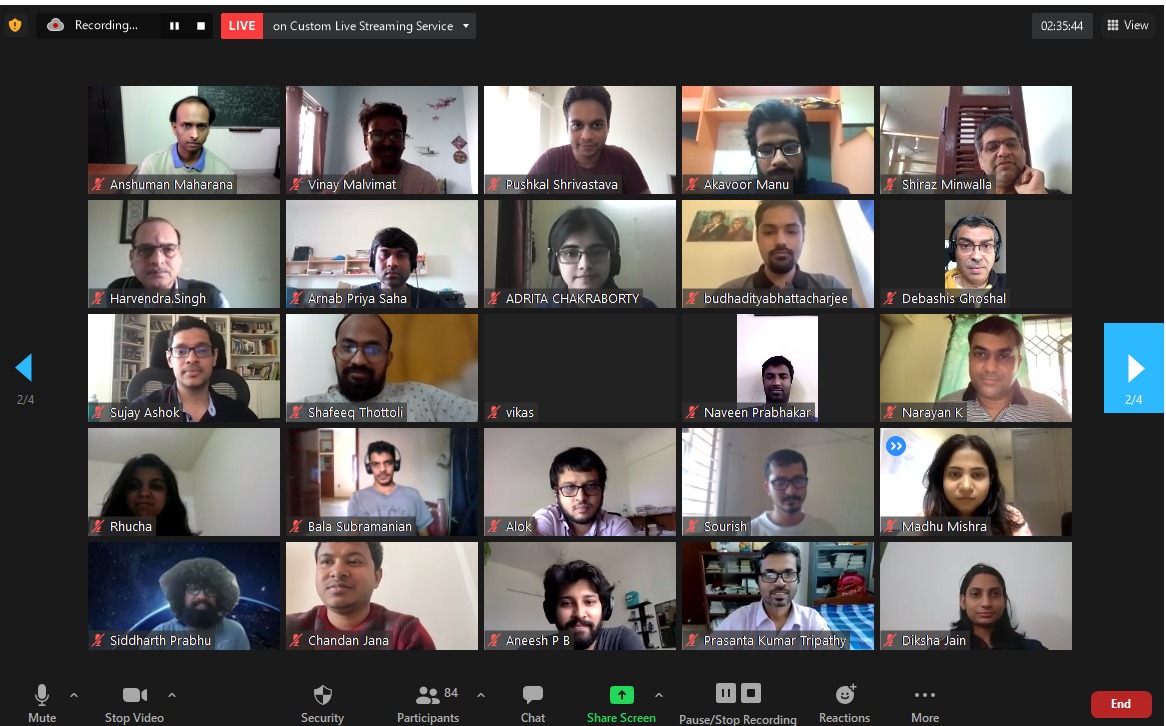 Recording...
LIVE on Custom Live Streaming Service
02:35:44
View
Anshuman Maharana
Vinay Malvimat
Pushkal Shrivastava
Akavoor Manu
Shiraz Minwalla
Harvendra.Singh
Arnab Priya Saha
ADRITA CHAKRABORTY
budhadityabhattacharjee
Debashis Ghoshal
Sujay Ashok
Shafeeq Thottoli
vikas
Naveen Prabhakar
Narayan K
2/4
2/4
Rhucha
Bala Subramanian
Alok
Sourish
Madhu Mishra
Siddharth Prabhu
Chandan Jana
Aneesh P B
Prasanta Kumar Tripathy
Diksha Jain
Mute
Stop Video
Security
84
Participants
Chat
Share Screen
Pause/Stop Recording
Reactions
More
End